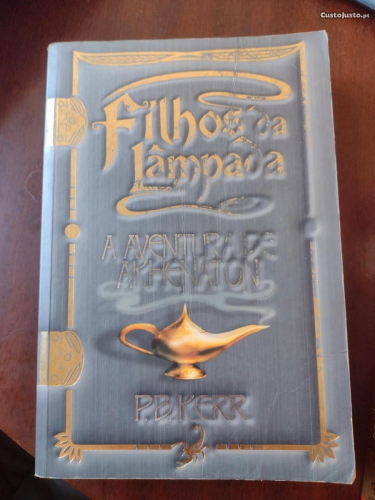 CustoJusto.pt
Filhos da
Lâmpada
A AVENTURA DE
AKHENATON
P.B. KERR